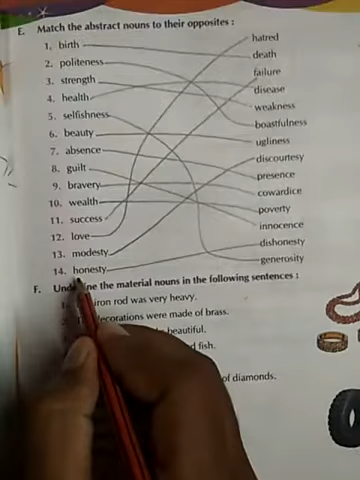 E. Match the abstract nouns to their opposites :
1. birth hatred
2. politeness death
3. strength failure
4. health disease
5. selfishness weakness
6. beauty boastfulness
7. absence ugliness
8. guilt discourtesy
9. bravery presence
10. wealth cowardice
11. success poverty
12. love innocence
13. modesty dishonesty
14. honesty generosity
F. the material nouns in the following sentences :
iron rod was very heavy.
decorations were made of brass.
beautiful.
fish.
of diamonds.